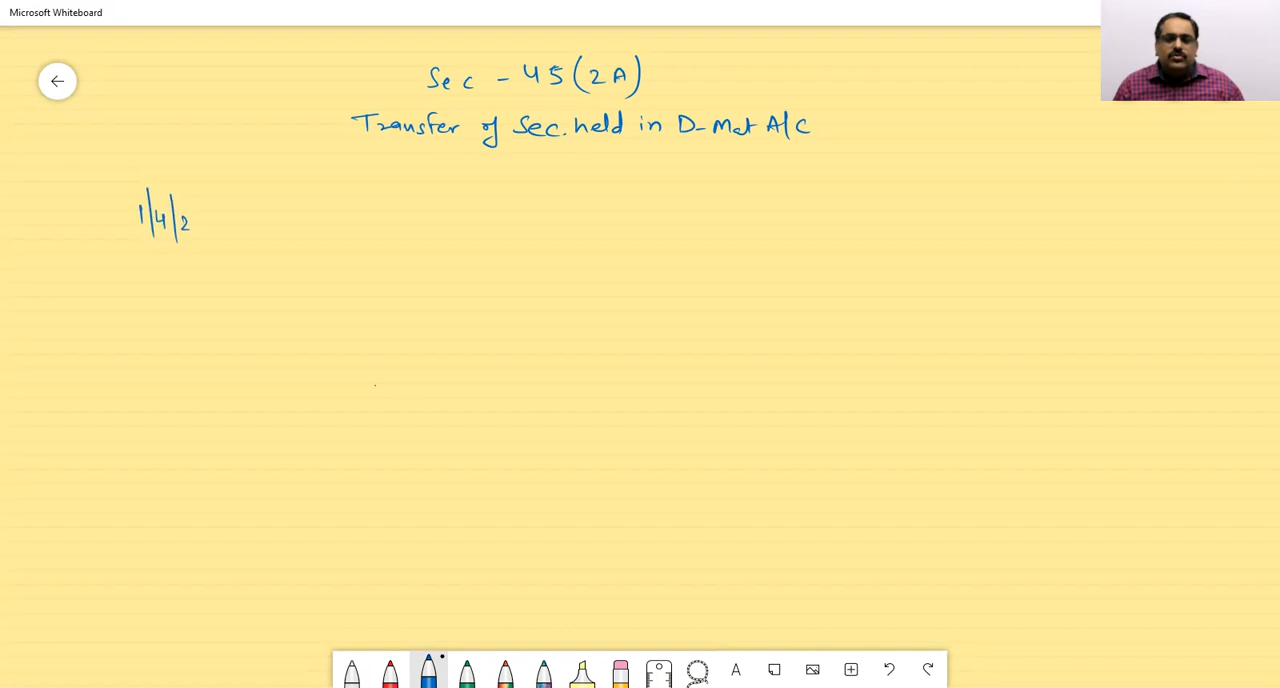 Microsoft Whiteboard
Sec - 45(2A)
Transfer of Sec. held in D-Mat A/C
1/4/2